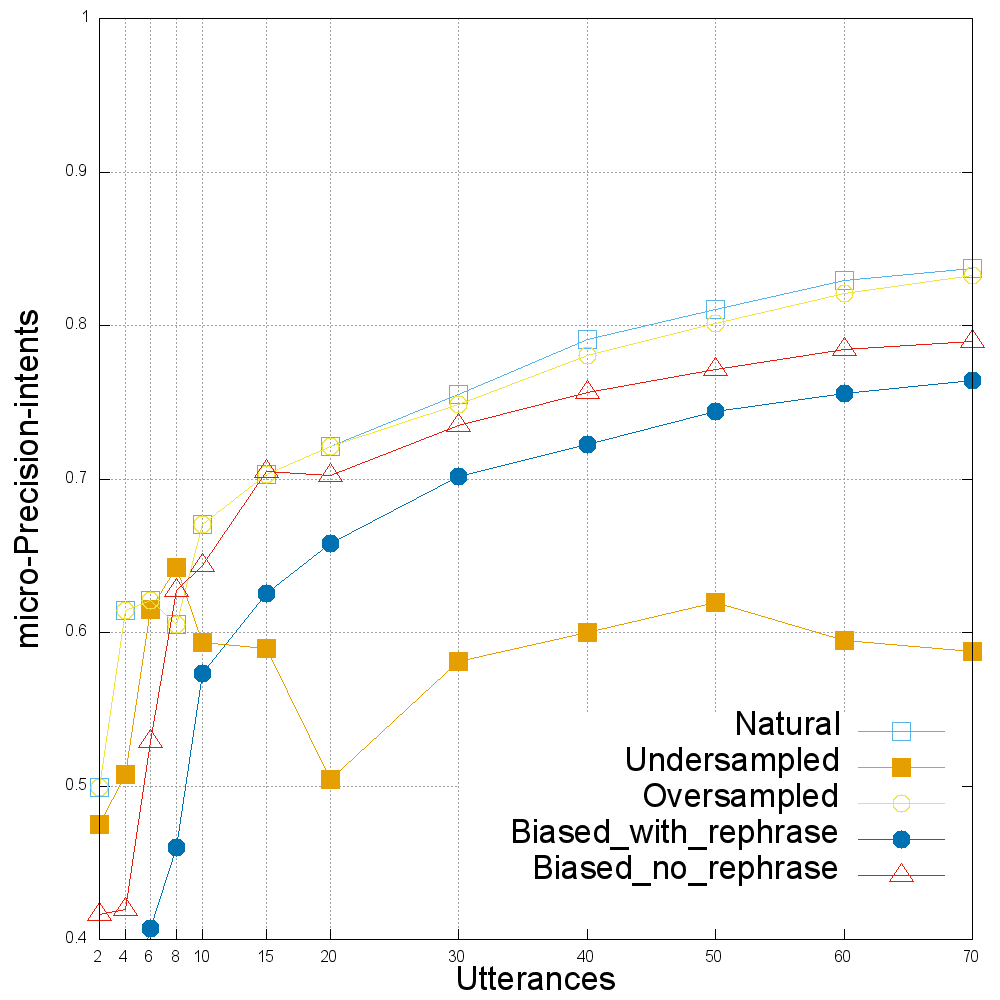 1
0.9
0.8
0.7
0.6
0.5
0.4
micro-Precision-intents
Natural
Undersampled
Oversampled
Biased_with_rephrase
Biased_no_rephrase
2 4 6 8 10 15 20 30 40 50 60 70
Utterances